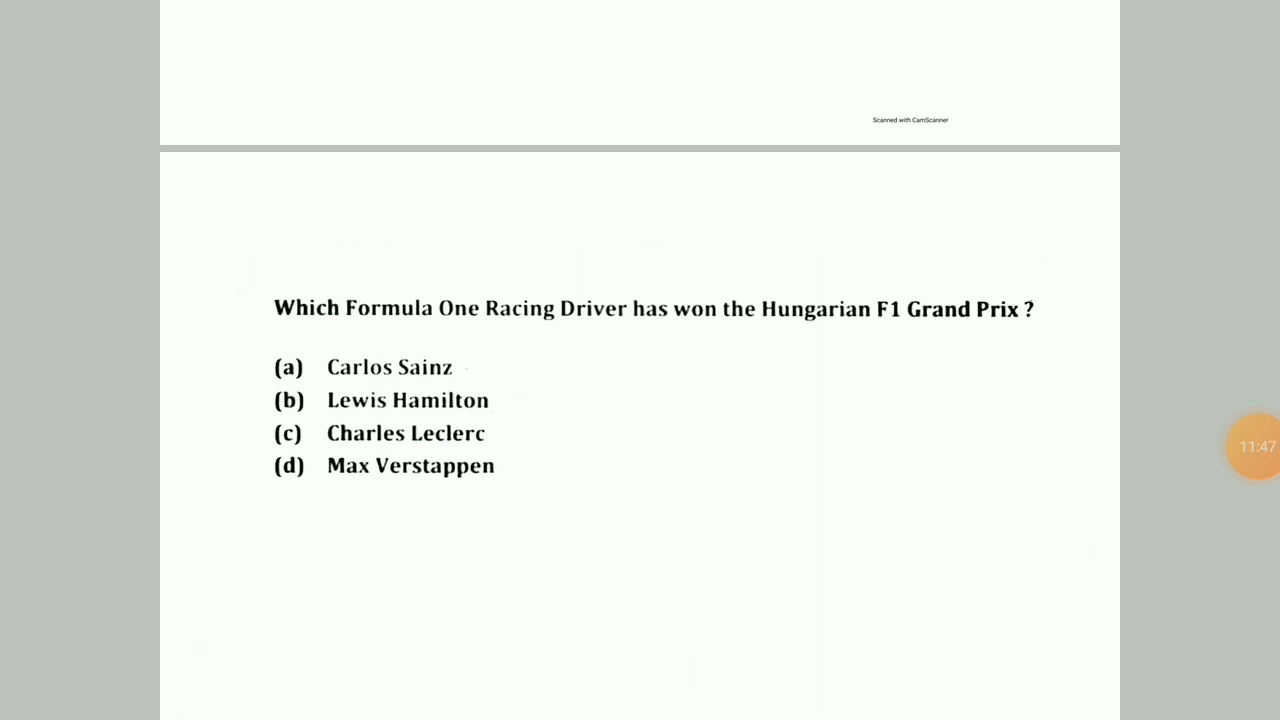 Scanned with CamScanner
Which Formula One Racing Driver has won the Hungarian F1 Grand Prix ?
(a) Carlos Sainz
(b) Lewis Hamilton
(c) Charles Leclerc
(d) Max Verstappen
11:47